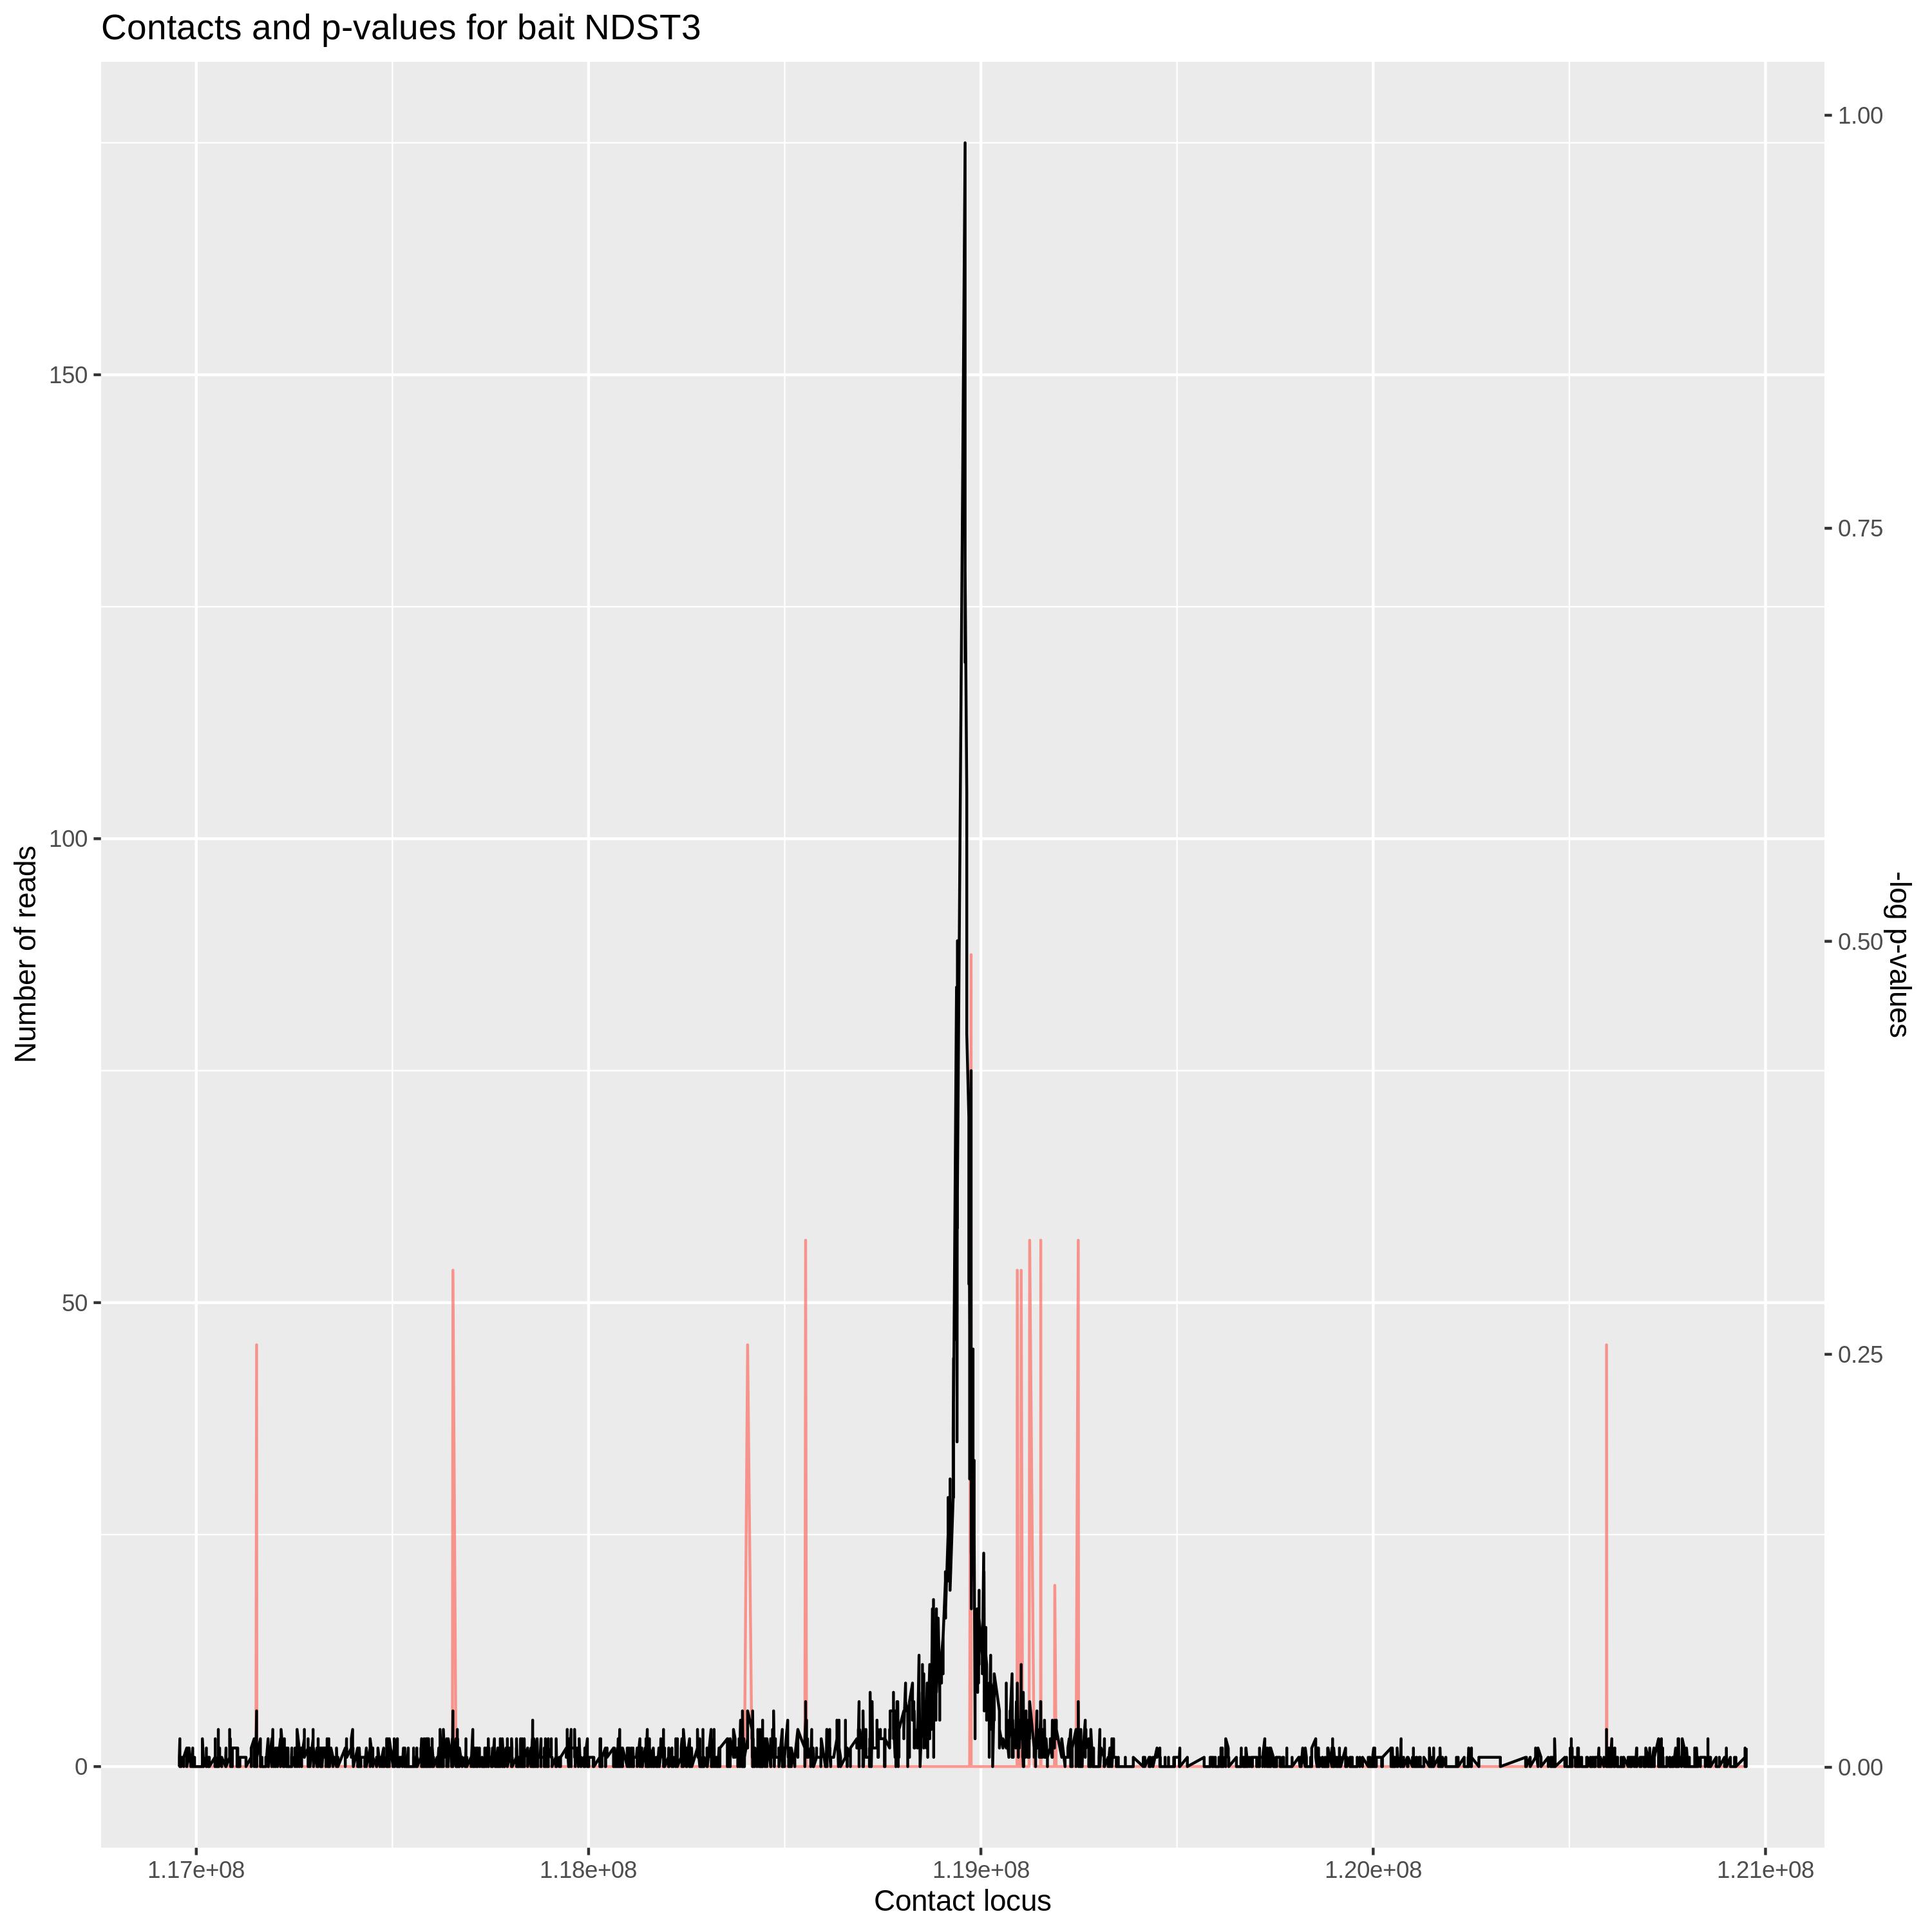 Contacts and p-values for bait NDST3
1.00
150
0.75
100
0.50
Number of reads
-log p-values
50
0.25
0
0.00
1.17e+08
1.18e+08
1.19e+08
1.20e+08
1.21e+08
Contact locus